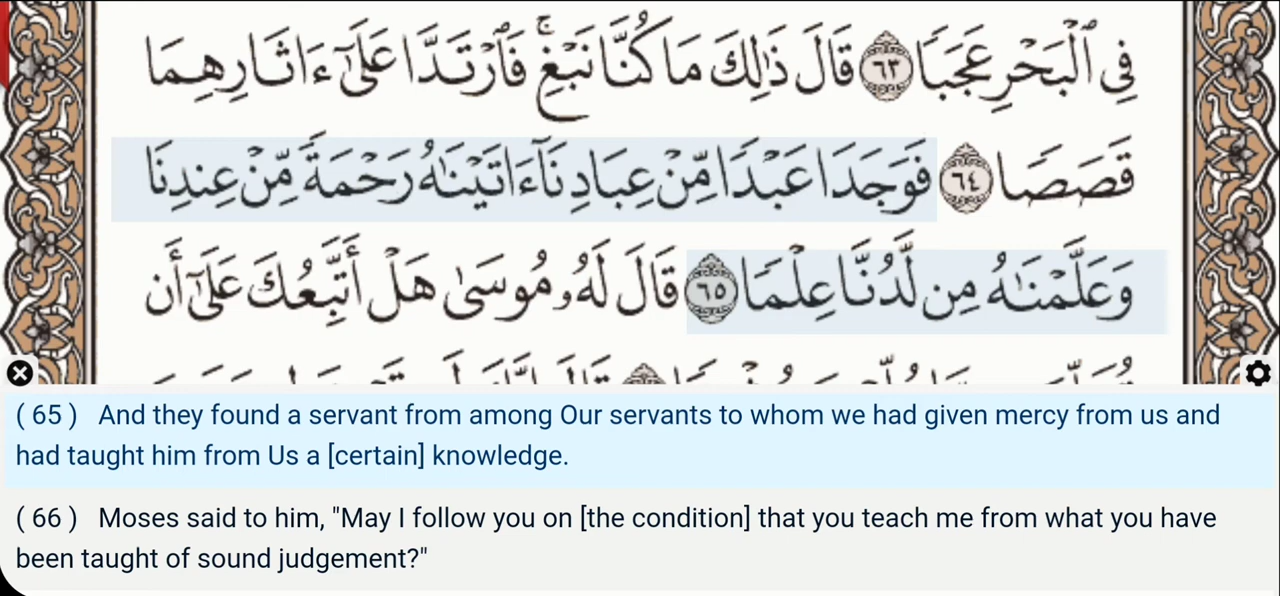 فِي ٱلْبَحْرِ عَجَبًا ٦٣ قَالَ ذَٰلِكَ مَا كُنَّا نَبْغِ ۚ فَٱرْتَدَّا عَلَىٰٓ ءَاثَارِهِمَا
قَصَصًا ٦٤ فَوَجَدَا عَبْدًا مِّنْ عِبَادِنَآ ءَاتَيْنَٰهُ رَحْمَةً مِّنْ عِندِنَا
وَعَلَّمْنَٰهُ مِن لَّدُنَّا عِلْمًا ٦٥ قَالَ لَهُۥ مُوسَىٰ هَلْ أَتَّبِعُكَ عَلَىٰٓ أَن
( 65 ) And they found a servant from among Our servants to whom we had given mercy from us and
had taught him from Us a [certain] knowledge.
( 66 ) Moses said to him, "May I follow you on [the condition] that you teach me from what you have
been taught of sound judgement?"